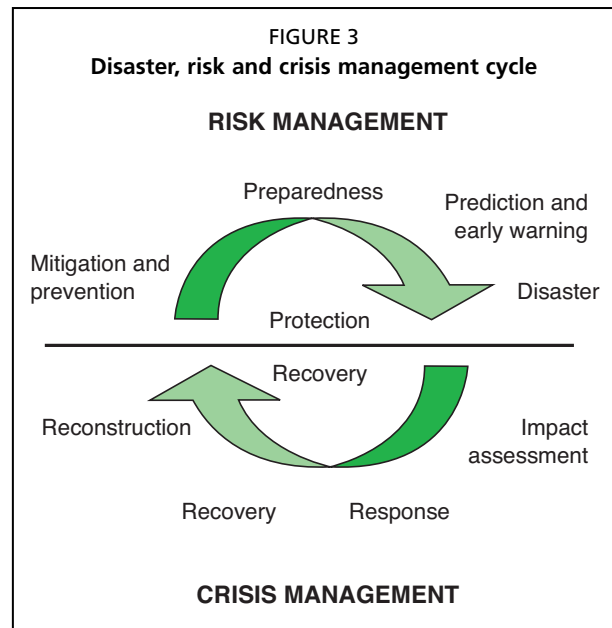 FIGURE 3
Disaster, risk and crisis management cycle
RISK MANAGEMENT
Preparedness
Prediction and
early warning
Mitigation and
prevention
Disaster
Protection
Recovery
Reconstruction
Impact
assessment
Recovery
Response
CRISIS MANAGEMENT